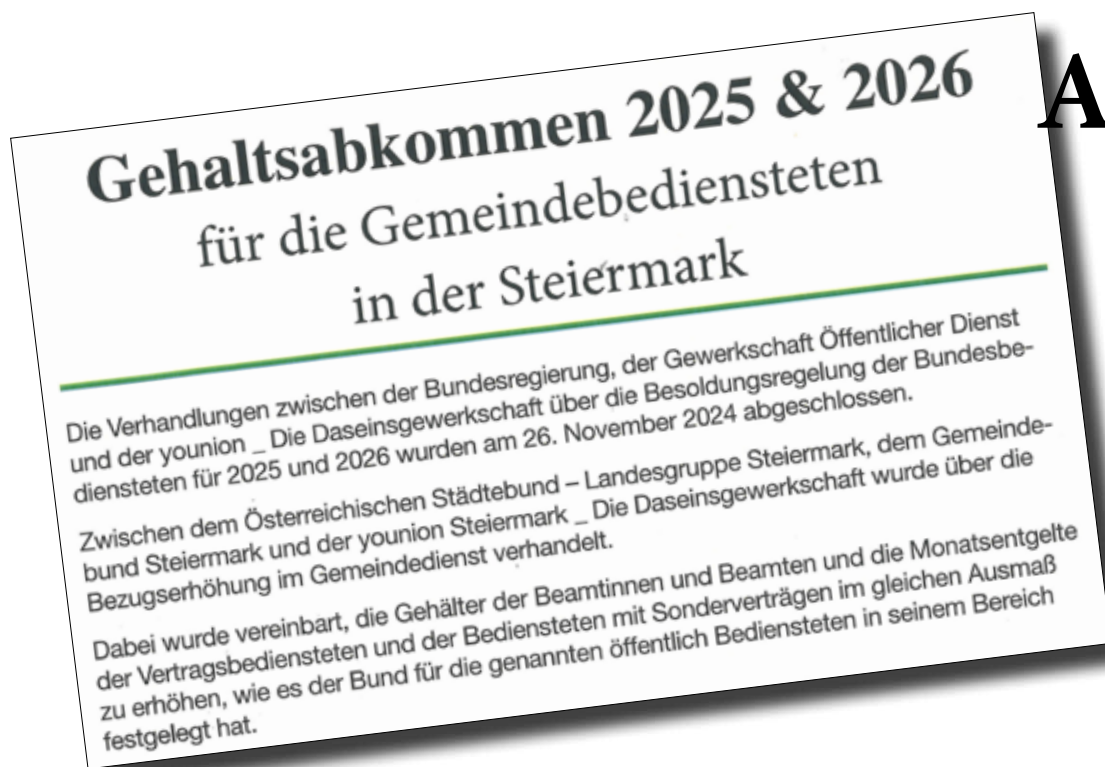 Gehaltsabkommen 2025 & 2026
für die Gemeindebediensteten
in der Steiermark
Die Verhandlungen zwischen der Bundesregierung, der Gewerkschaft Öffentlicher Dienst
und der younion _ Die Daseinsgewerkschaft über die Besoldungsregelung der Bundesbe-
diensteten für 2025 und 2026 wurden am 26. November 2024 abgeschlossen.
Zwischen dem Österreichischen Städtebund – Landesgruppe Steiermark, dem Gemeinde-
bund Steiermark und der younion Steiermark _ Die Daseinsgewerkschaft wurde über die
Bezugserhöhung im Gemeindedienst verhandelt.
Dabei wurde vereinbart, die Gehälter der Beamtinnen und Beamten und die Monatsentgelte
der Vertragsbediensteten und der Bediensteten mit Sonderverträgen im gleichen Ausmaß
zu erhöhen, wie es der Bund für die genannten öffentlich Bediensteten in seinem Bereich
festgelegt hat.
A